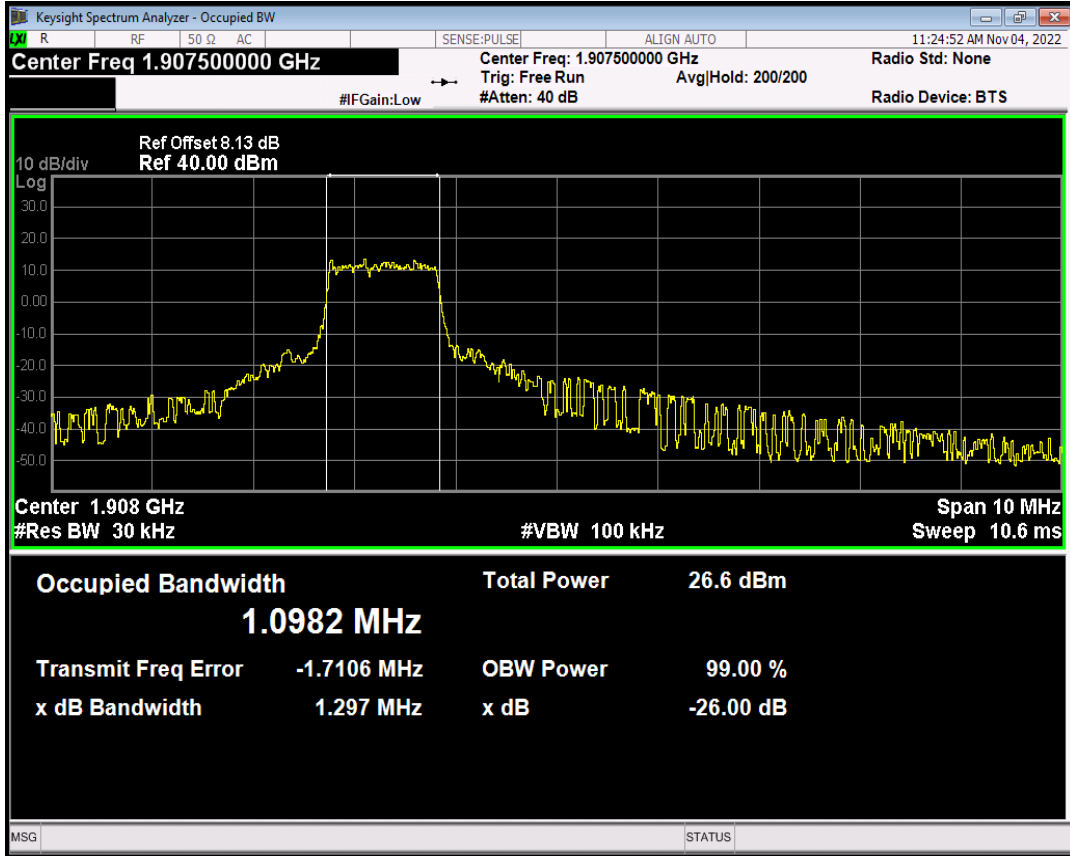 Keysight Spectrum Analyzer - Occupied BW
LXI R RF 50 Ω AC SENSE:PULSE ALIGN AUTO 11:24:52 AM Nov 04, 2022
Center Freq 1.907500000 GHz
Center Freq: 1.907500000 GHz
Radio Std: None
Trig: Free Run Avg|Hold: 200/200
#IFGain:Low #Atten: 40 dB Radio Device: BTS
Ref Offset 8.13 dB
10 dB/div Ref 40.00 dBm
Log
30.0
20.0
10.0
0.00
-10.0
-20.0
-30.0
-40.0
-50.0
Center 1.908 GHz Span 10 MHz
#Res BW 30 kHz #VBW 100 kHz Sweep 10.6 ms
Occupied Bandwidth Total Power 26.6 dBm
1.0982 MHz
Transmit Freq Error -1.7106 MHz OBW Power 99.00 %
x dB Bandwidth 1.297 MHz x dB -26.00 dB
MSG STATUS